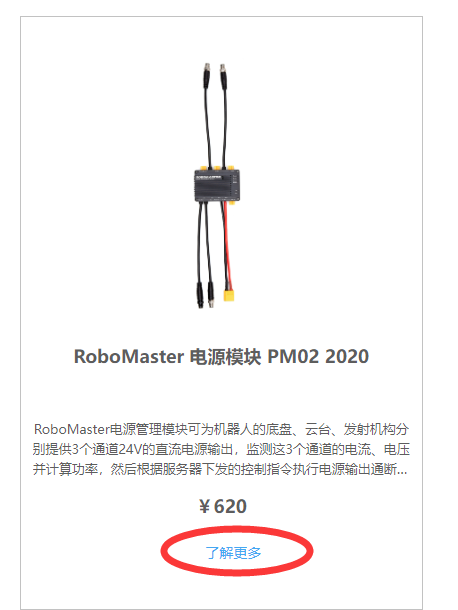 RoboMaster 电源模块 PM02 2020
RoboMaster电源管理模块可为机器人的底盘、云台、发射机构分
别提供3个通道24V的直流电源输出，监测这3个通道的电流、电压
并计算功率，然后根据服务器下发的控制指令执行电源输出通断...
￥620
了解更多